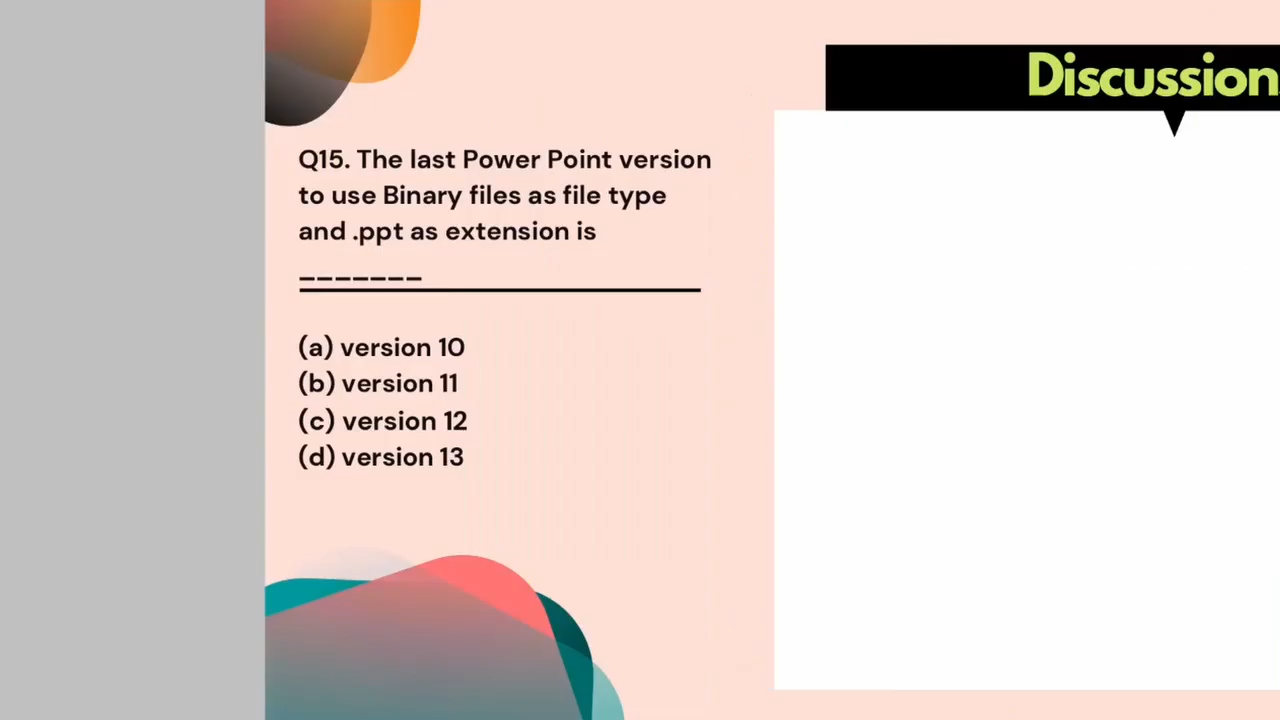 Discussion
Q15. The last Power Point version
to use Binary files as file type
and .ppt as extension is
_______
(a) version 10
(b) version 11
(c) version 12
(d) version 13